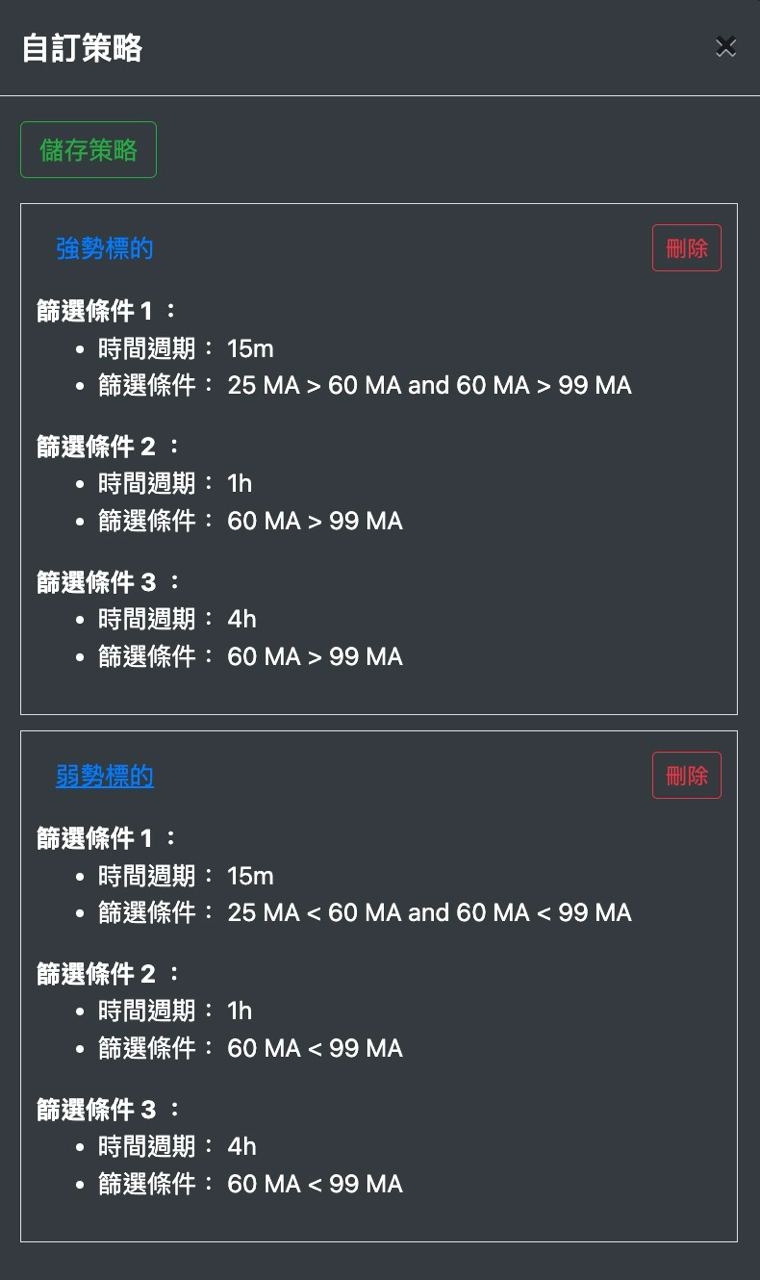 自訂策略
儲存策略
強勢標的
刪除
篩選條件 1 ：
• 時間週期： 15m
• 篩選條件： 25 MA > 60 MA and 60 MA > 99 MA
篩選條件 2 ：
• 時間週期： 1h
• 篩選條件： 60 MA > 99 MA
篩選條件 3 ：
• 時間週期： 4h
• 篩選條件： 60 MA > 99 MA
弱勢標的
刪除
篩選條件 1 ：
• 時間週期： 15m
• 篩選條件： 25 MA < 60 MA and 60 MA < 99 MA
篩選條件 2 ：
• 時間週期： 1h
• 篩選條件： 60 MA < 99 MA
篩選條件 3 ：
• 時間週期： 4h
• 篩選條件： 60 MA < 99 MA